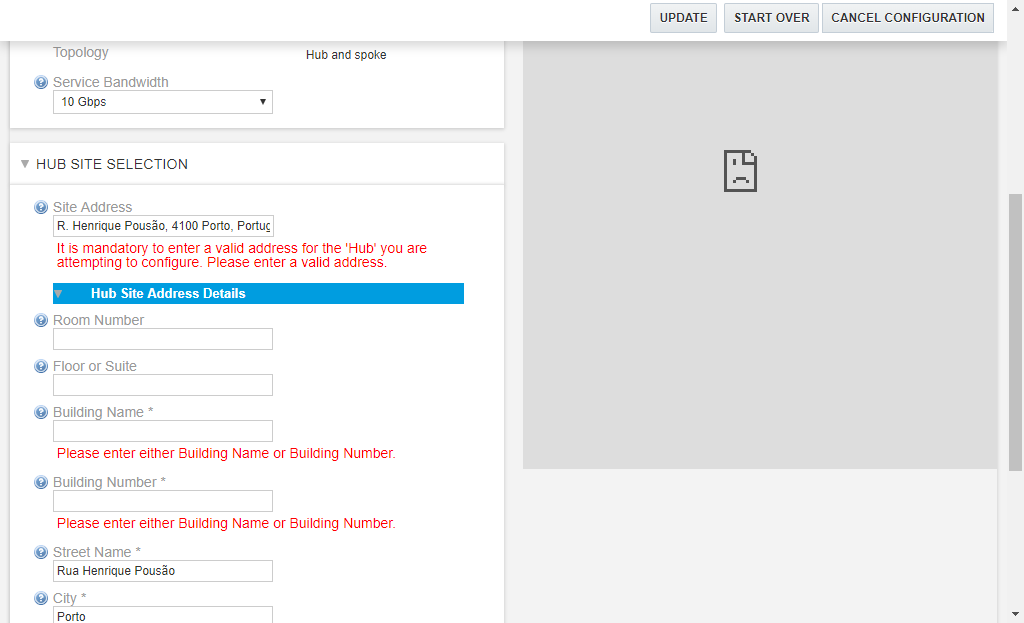 UPDATE START OVER CANCEL CONFIGURATION
Topology Hub and spoke
Service Bandwidth
10 Gbps
HUB SITE SELECTION
Site Address
R. Henrique Pousão, 4100 Porto, Portug
It is mandatory to enter a valid address for the 'Hub' you are
attempting to configure. Please enter a valid address.
Hub Site Address Details
Room Number
Floor or Suite
Building Name *
Please enter either Building Name or Building Number.
Building Number *
Please enter either Building Name or Building Number.
Street Name *
Rua Henrique Pousão
City *
Porto